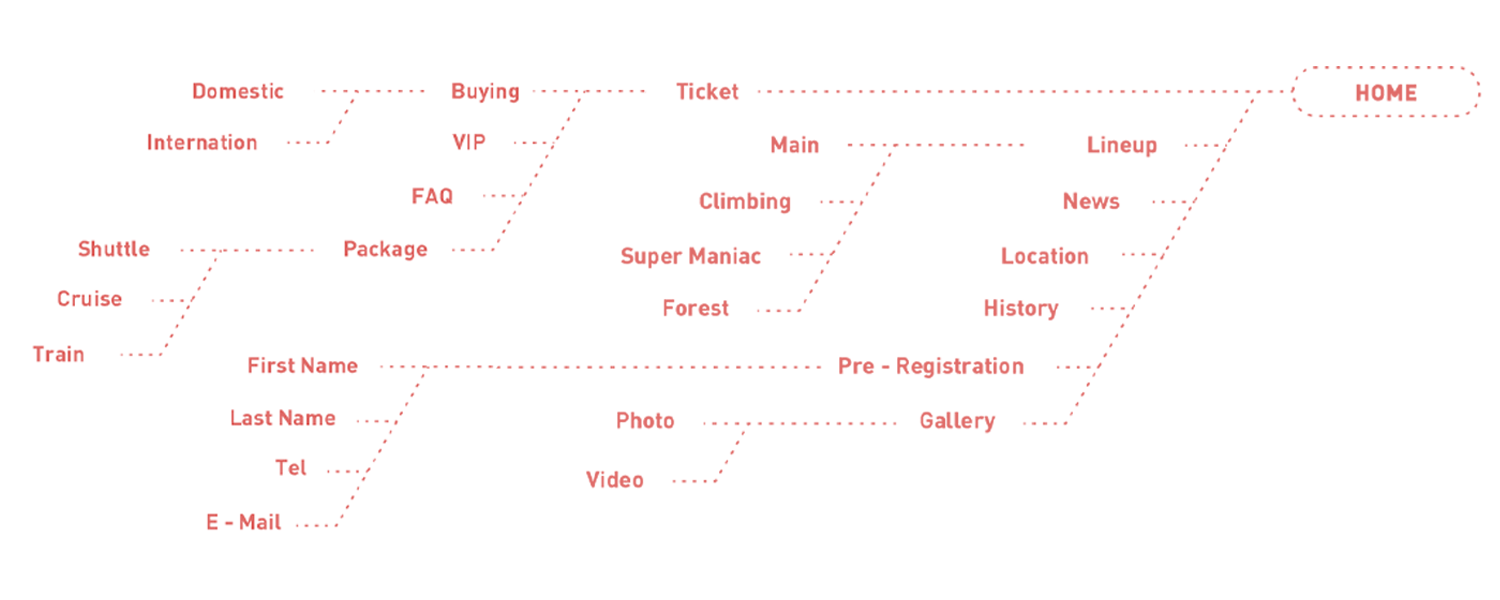 Domestic Buying Ticket HOME
Internation VIP Main Lineup
FAQ Climbing News
Shuttle Package Super Maniac Location
Cruise Forest History
Train First Name Pre - Registration
Last Name Photo Gallery
Tel Video
E - Mail